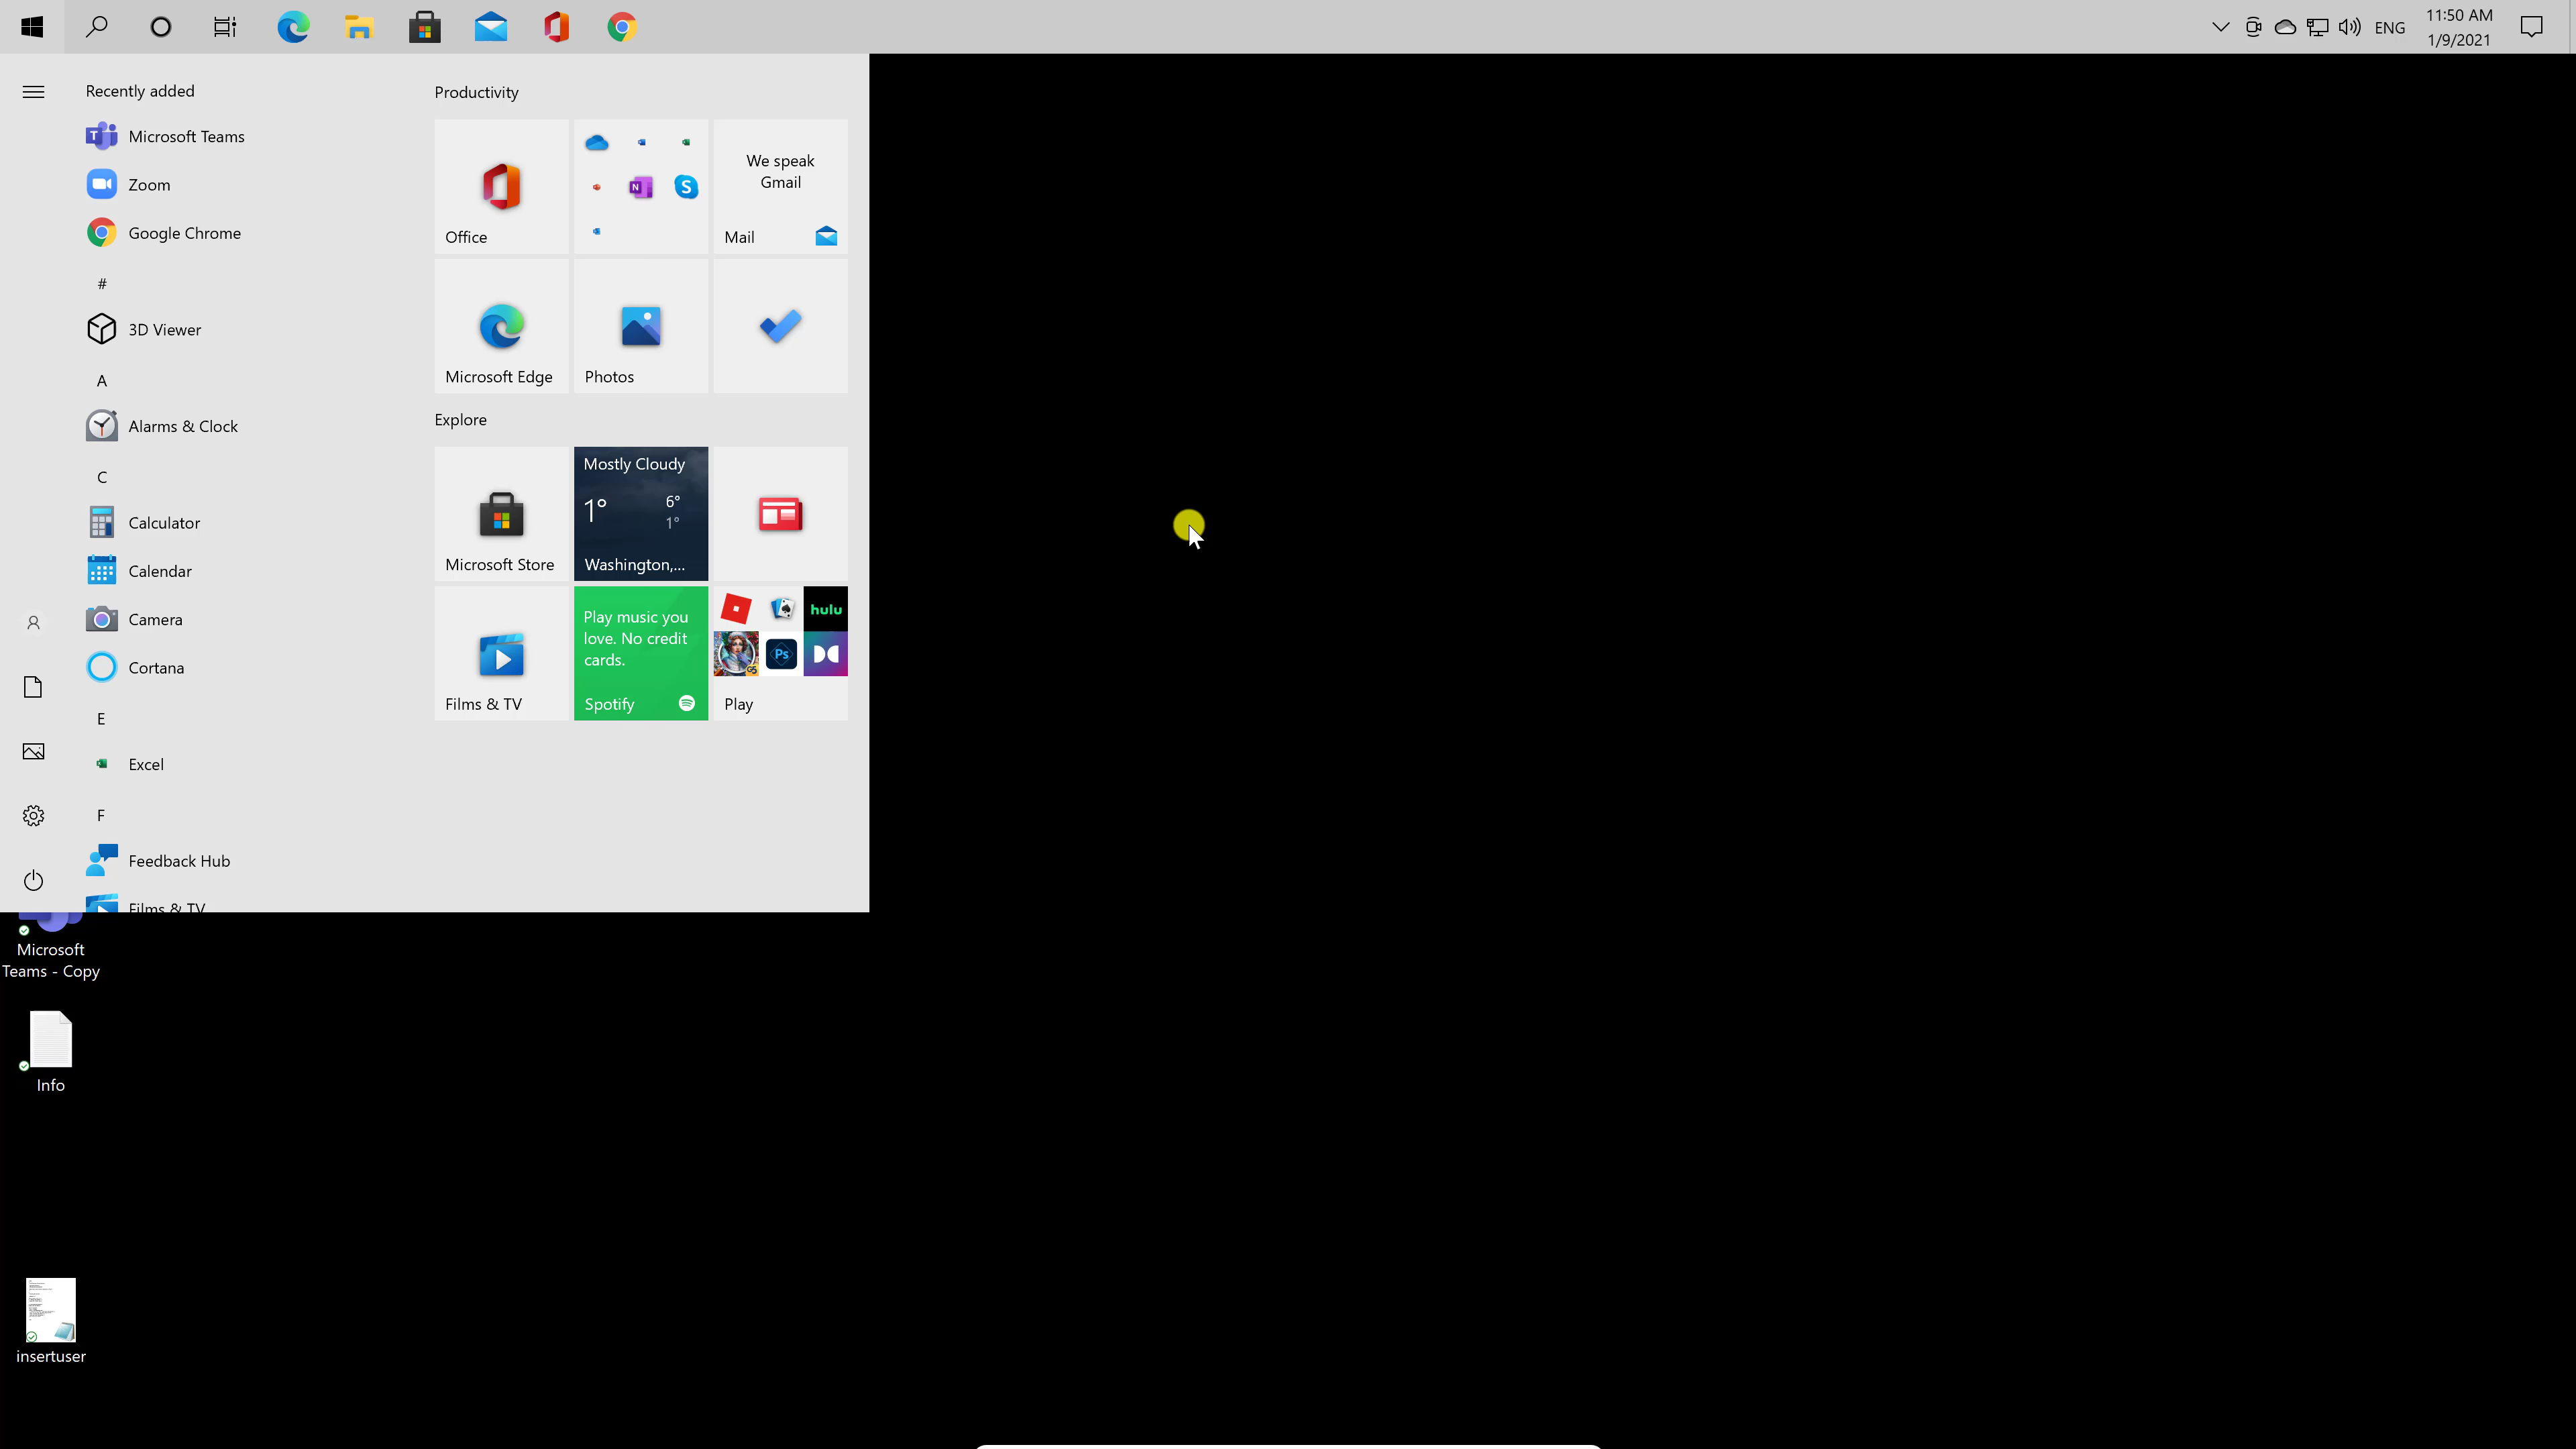 ENG
11:50 AM
1/9/2021
Recently added
Microsoft Teams
Zoom
Google Chrome
#
3D Viewer
A
Alarms & Clock
C
Calculator
Calendar
Camera
Cortana
E
Excel
F
Feedback Hub
Films & TV
Productivity
Office
We speak
Gmail
Mail
Microsoft Edge
Photos
Explore
Microsoft Store
Mostly Cloudy
1°
6°
1°
Washington,...
Films & TV
Play music you
love. No credit
cards.
Spotify
hulu
Ps
Play
Microsoft
Teams - Copy
Info
insertuser